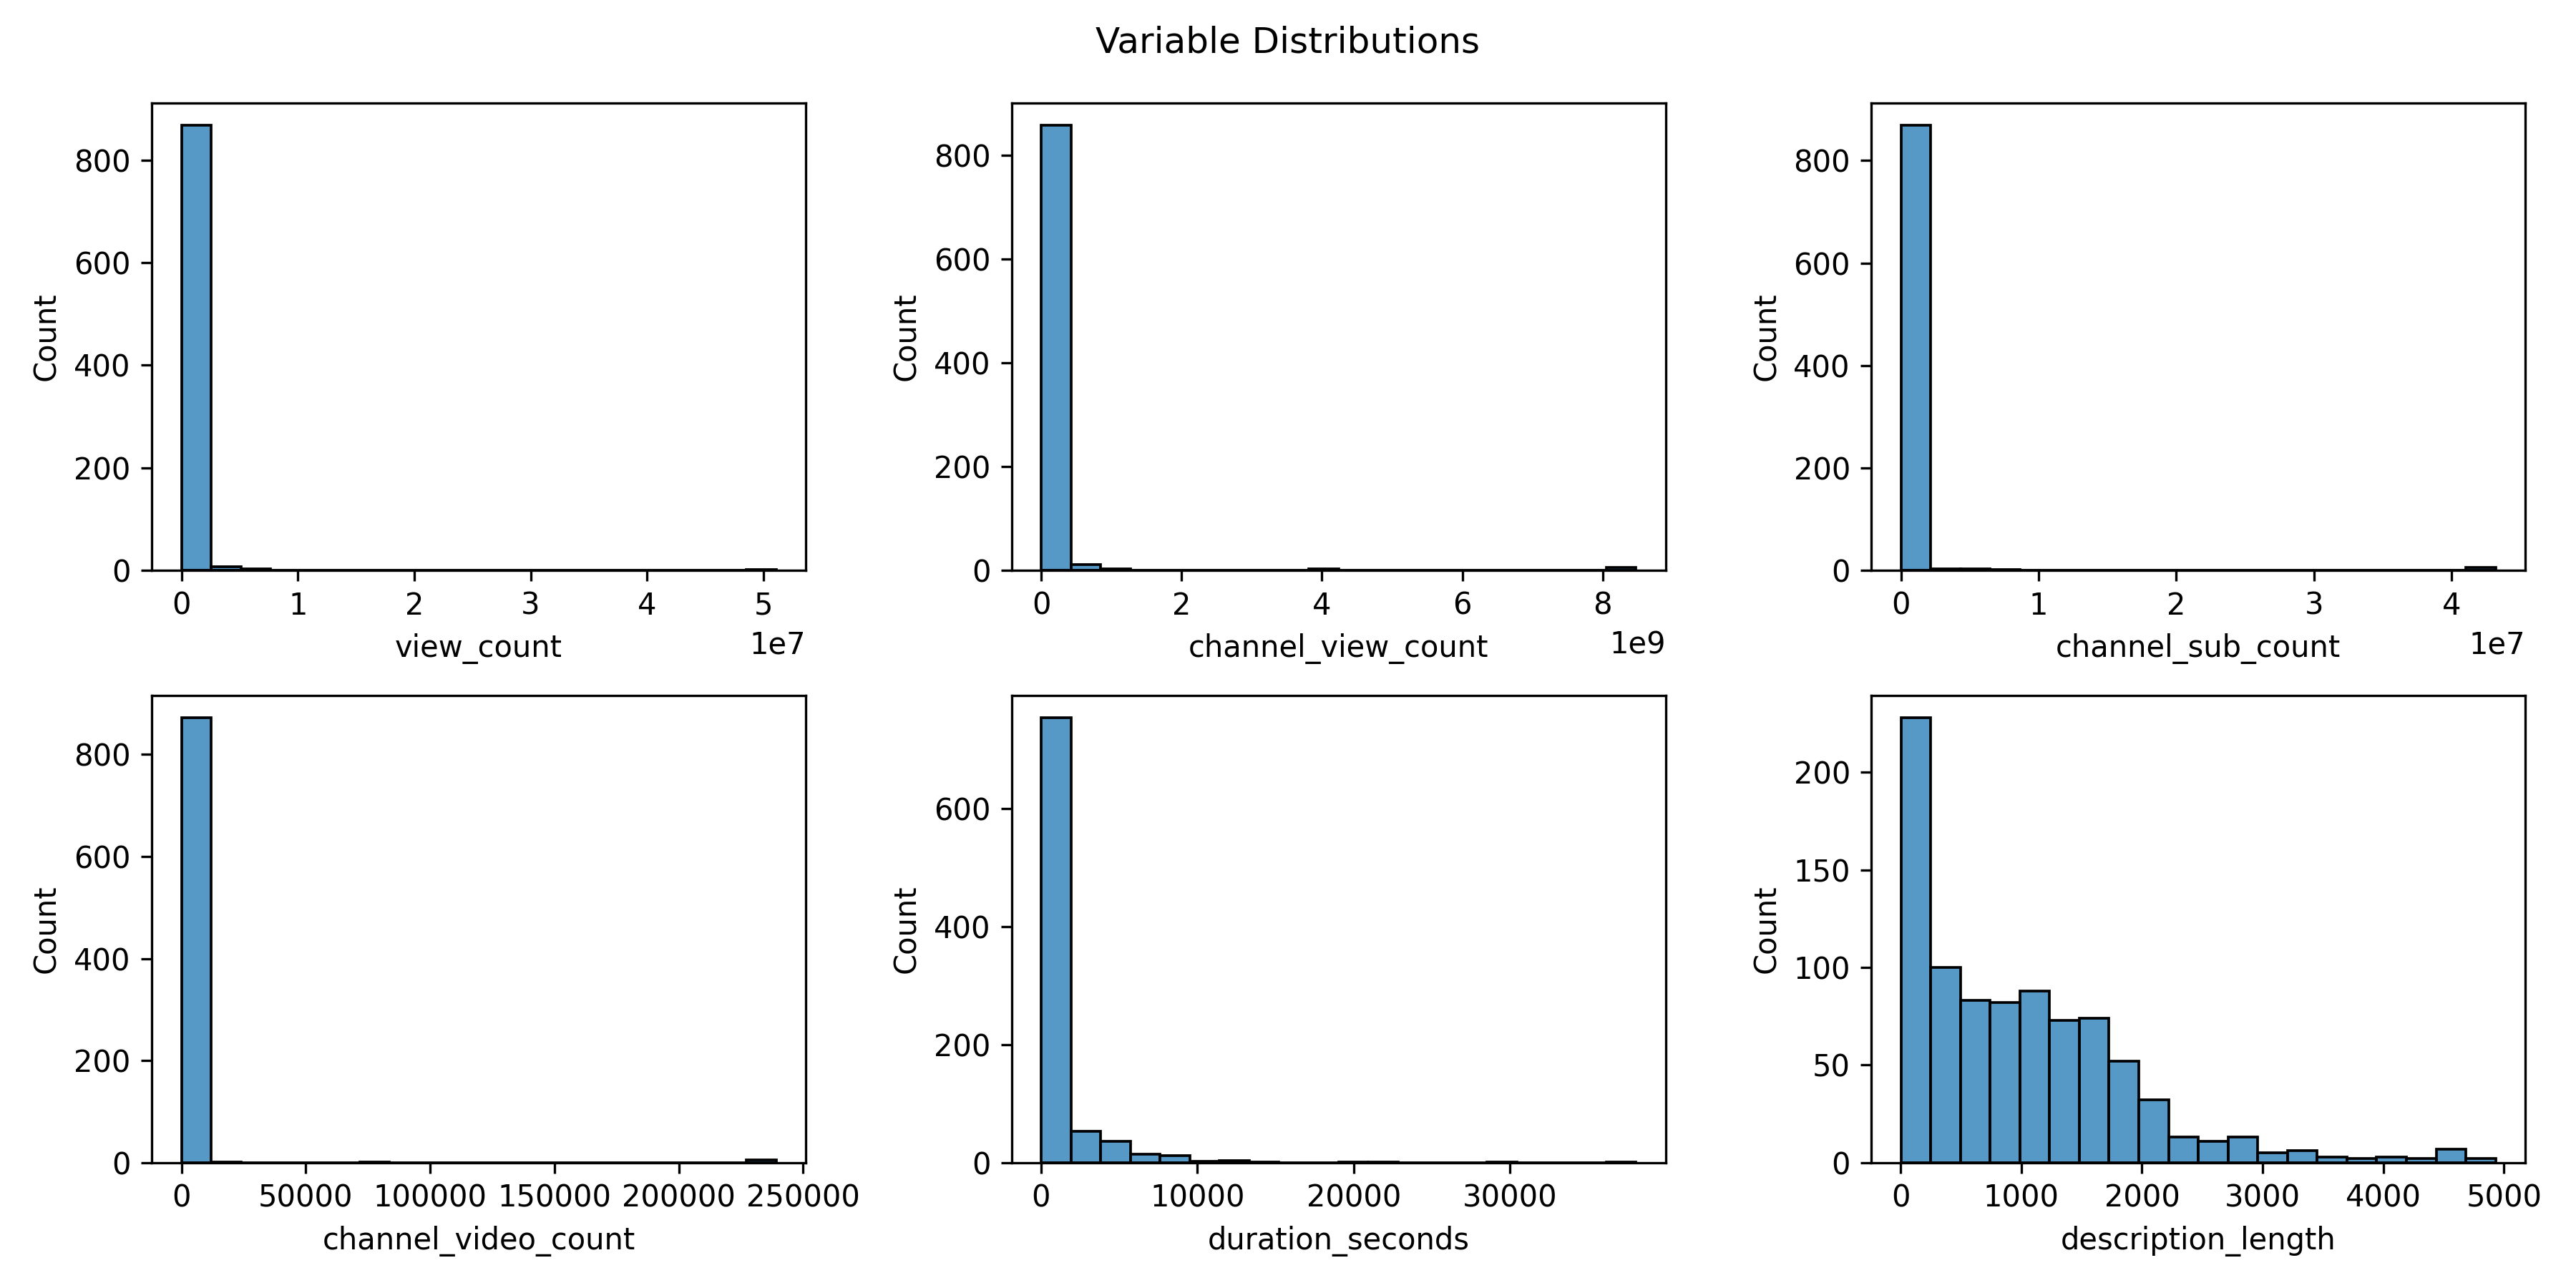 Variable Distributions
800
600
400
200
0
Count
0 1 2 3 4 5
1e7
view_count
800
600
400
200
0
Count
0 2 4 6 8
1e9
channel_view_count
800
600
400
200
0
Count
0 1 2 3 4
1e7
channel_sub_count
800
600
400
200
0
Count
0 50000 100000 150000 200000 250000
channel_video_count
600
400
200
0
Count
0 10000 20000 30000
duration_seconds
200
150
100
50
0
Count
0 1000 2000 3000 4000 5000
description_length